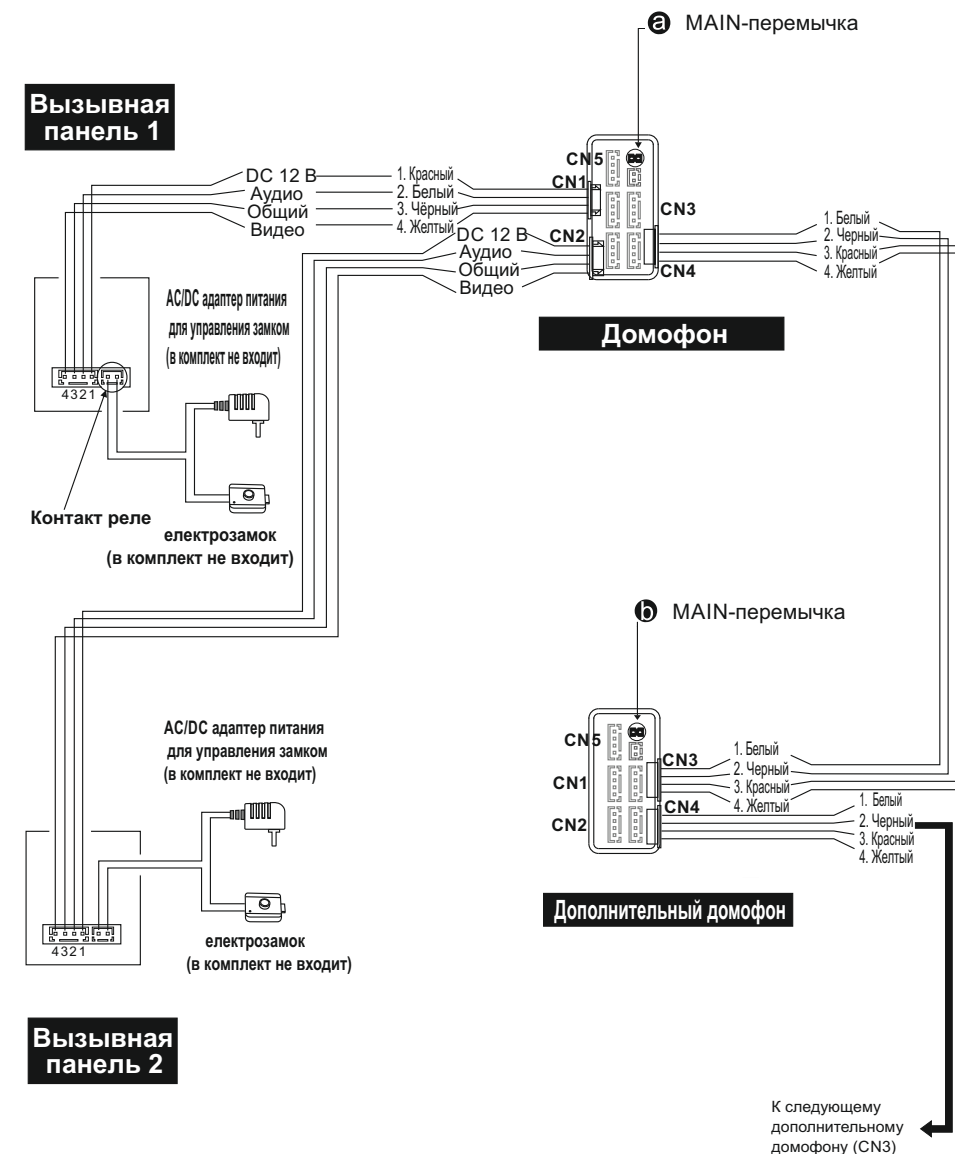 a MAIN-перемычка
Вызывная
панель 1
CN5
CN1
CN3
CN2
CN4
DC 12 В
Аудио
Общий
Видео
1. Красный
2. Белый
3. Чёрный
4. Желтый
DC 12 В
Аудио
Общий
Видео
1. Белый
2. Черный
3. Красный
4. Желтый
Домофон
AC/DC адаптер питания
для управления замком
(в комплект не входит)
4321
Контакт реле
електрозамок
(в комплект не входит)
b MAIN-перемычка
CN5
CN3
CN1
CN4
CN2
1. Белый
2. Черный
3. Красный
4. Желтый
1. Белый
2. Черный
3. Красный
4. Желтый
Дополнительный домофон
AC/DC адаптер питания
для управления замком
(в комплект не входит)
4321
електрозамок
(в комплект не входит)
Вызывная
панель 2
К следующему
дополнительному
домофону (CN3)